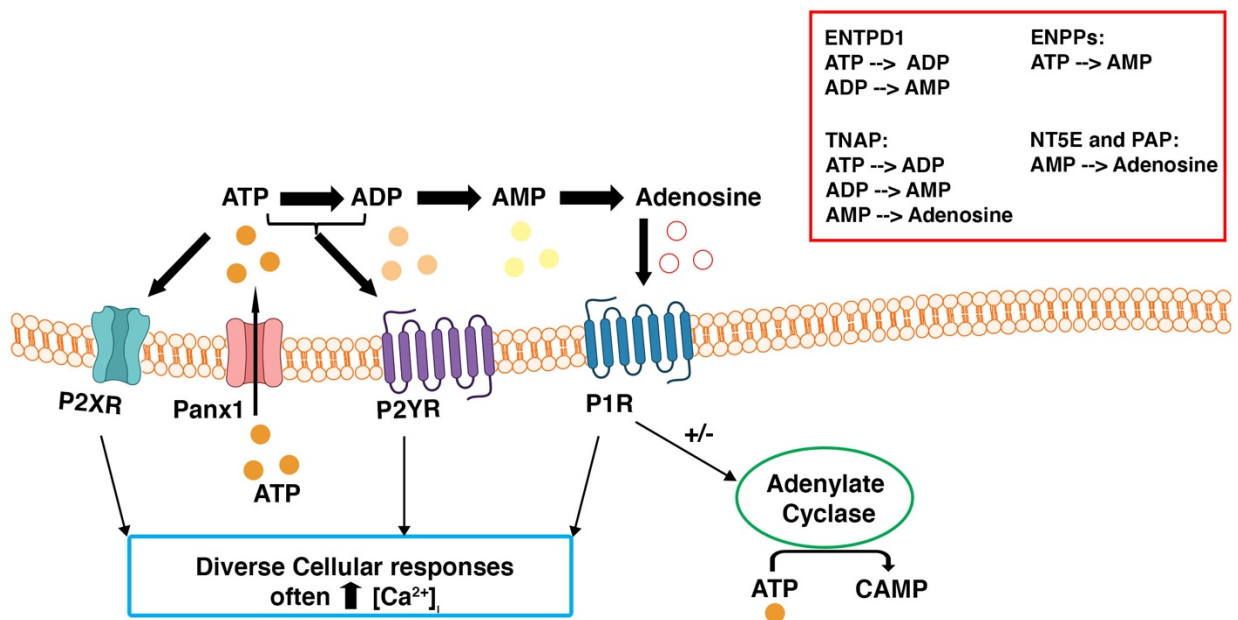 ENTPD1
ATP --> ADP
ADP --> AMP
ENPPs:
ATP --> AMP
TNAP:
ATP --> ADP
ADP --> AMP
AMP --> Adenosine
NT5E and PAP:
AMP --> Adenosine
ATP ADP AMP Adenosine
P2XR Panx1 P2YR P1R
+/-
ATP
Adenylate
Cyclase
Diverse Cellular responses
often [Ca²⁺]ᵢ
ATP CAMP